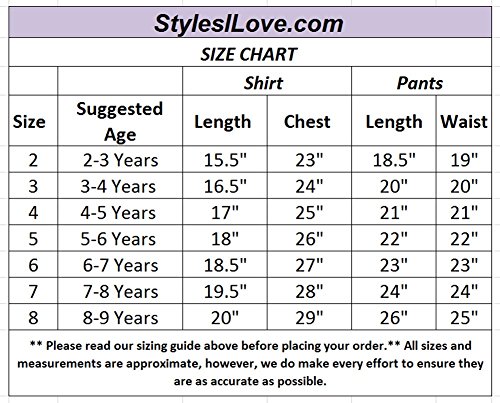 StylesILove.com
SIZE CHART
Shirt Pants
Size Suggested Age Length Chest Length Waist
2 2-3 Years 15.5" 23" 18.5" 19"
3 3-4 Years 16.5" 24" 20" 20"
4 4-5 Years 17" 25" 21" 21"
5 5-6 Years 18" 26" 22" 22"
6 6-7 Years 18.5" 27" 23" 23"
7 7-8 Years 19.5" 28" 24" 24"
8 8-9 Years 20" 29" 26" 25"
** Please read our sizing guide above before placing your order.** All sizes and
measurements are approximate, however, we do make every effort to ensure they
are as accurate as possible.